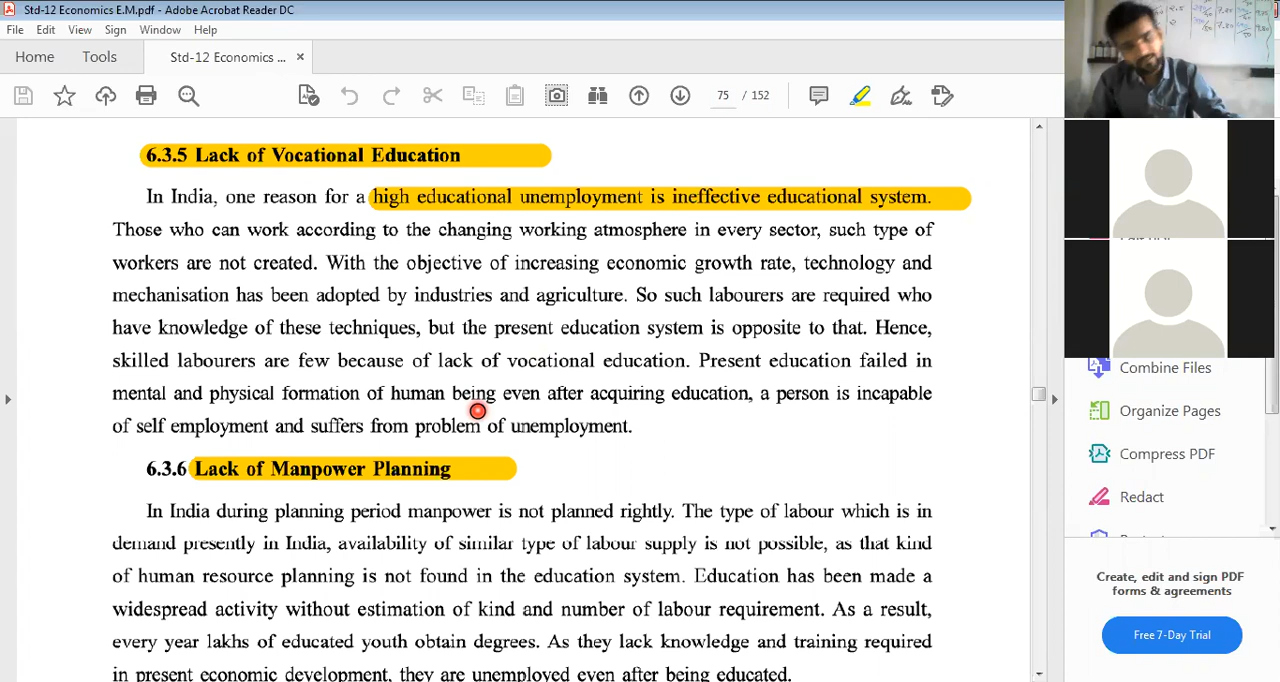 Std-12 Economics E.M.pdf - Adobe Acrobat Reader DC
File Edit View Sign Window Help
Home Tools Std-12 Economics ... ×
75 / 152
6.3.5 Lack of Vocational Education
In India, one reason for a high educational unemployment is ineffective educational system.
Those who can work according to the changing working atmosphere in every sector, such type of
workers are not created. With the objective of increasing economic growth rate, technology and
mechanisation has been adopted by industries and agriculture. So such labourers are required who
have knowledge of these techniques, but the present education system is opposite to that. Hence,
skilled labourers are few because of lack of vocational education. Present education failed in
mental and physical formation of human being even after acquiring education, a person is incapable
of self employment and suffers from problem of unemployment.
6.3.6 Lack of Manpower Planning
In India during planning period manpower is not planned rightly. The type of labour which is in
demand presently in India, availability of similar type of labour supply is not possible, as that kind
of human resource planning is not found in the education system. Education has been made a
widespread activity without estimation of kind and number of labour requirement. As a result,
every year lakhs of educated youth obtain degrees. As they lack knowledge and training required
in present economic development, they are unemployed even after being educated.
Combine Files
Organize Pages
Compress PDF
Redact
Create, edit and sign PDF
forms & agreements
Free 7-Day Trial